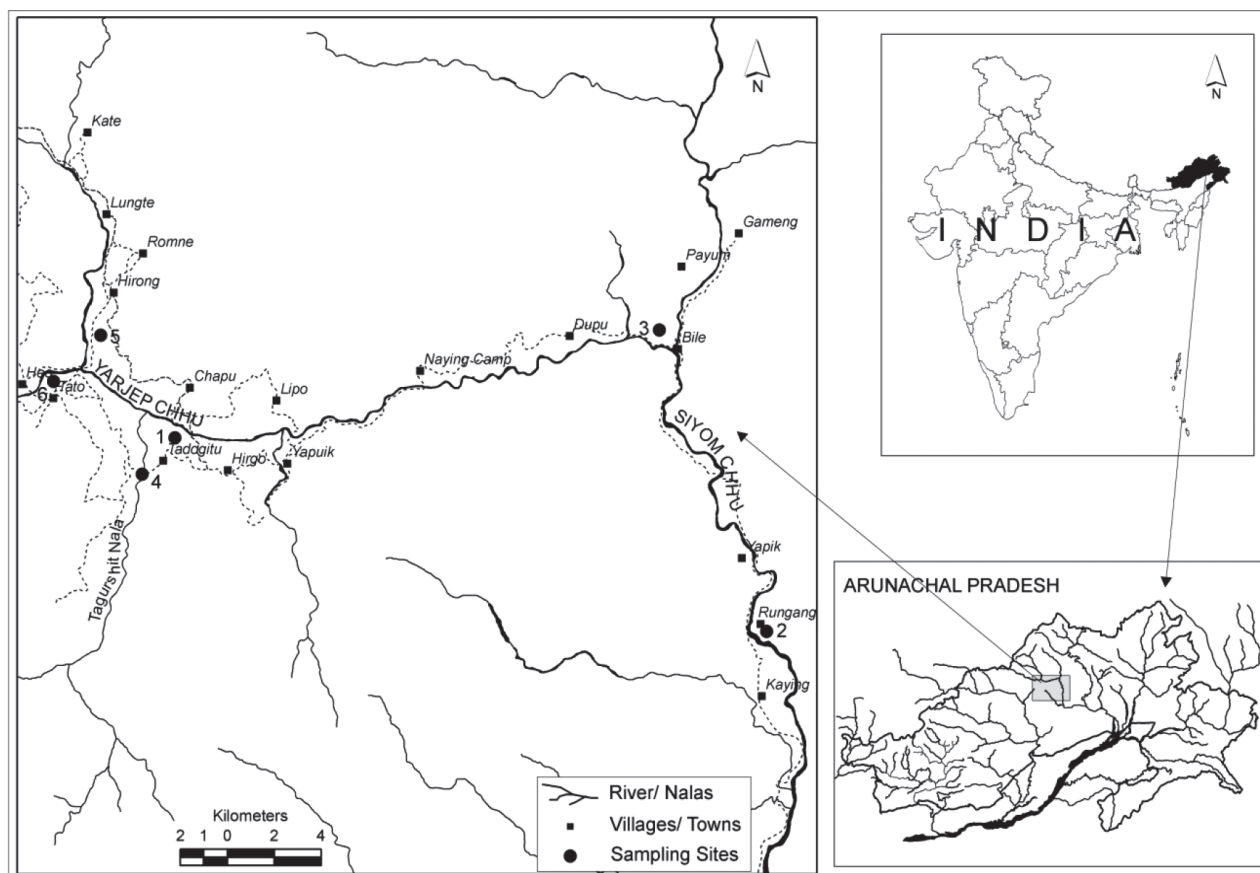 N
Kate
Lungte
Romne
Hirong
5
Gameng
Payum
3
Dupu
Bile
Naying Camp
6
Tato
YARJEP CHHU
Chapu
Lipo
1
Tadogitu
Hirgo
Yapuik
4
Tagurshit Nala
SIYOM CHHU
Yapik
Rungang
2
Kaying
Kilometers
2 1 0 2 4
River/ Nalas
Villages/ Towns
Sampling Sites
N
INDIA
ARUNACHAL PRADESH